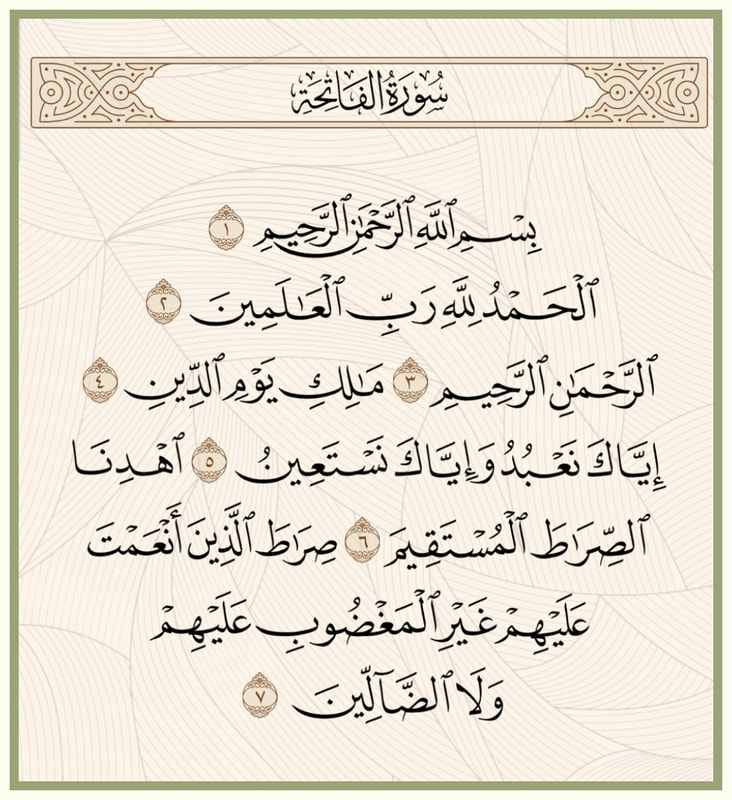 سُورَةُ الفَاتِحَةِ
بِسْمِ ٱللَّهِ ٱلرَّحْمَٰنِ ٱلرَّحِيمِ ١
ٱلْحَمْدُ لِلَّهِ رَبِّ ٱلْعَٰلَمِينَ ٢
ٱلرَّحْمَٰنِ ٱلرَّحِيمِ ٣ مَٰلِكِ يَوْمِ ٱلدِّينِ ٤
إِيَّاكَ نَعْبُدُ وَإِيَّاكَ نَسْتَعِينُ ٥ ٱهْدِنَا
ٱلصِّرَٰطَ ٱلْمُسْتَقِيمَ ٦ صِرَٰطَ ٱلَّذِينَ أَنْعَمْتَ
عَلَيْهِمْ غَيْرِ ٱلْمَغْضُوبِ عَلَيْهِمْ
وَلَا ٱلضَّآلِّينَ ٧